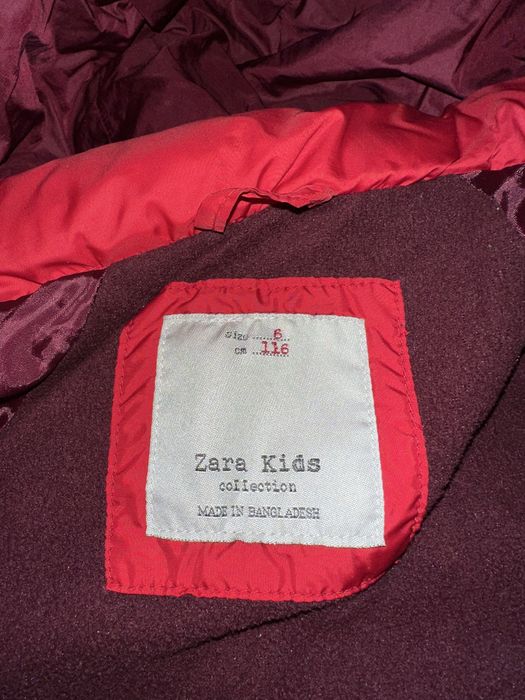 size ...... 6
cm ...... 116
Zara Kids
collection
MADE IN BANGLADESH